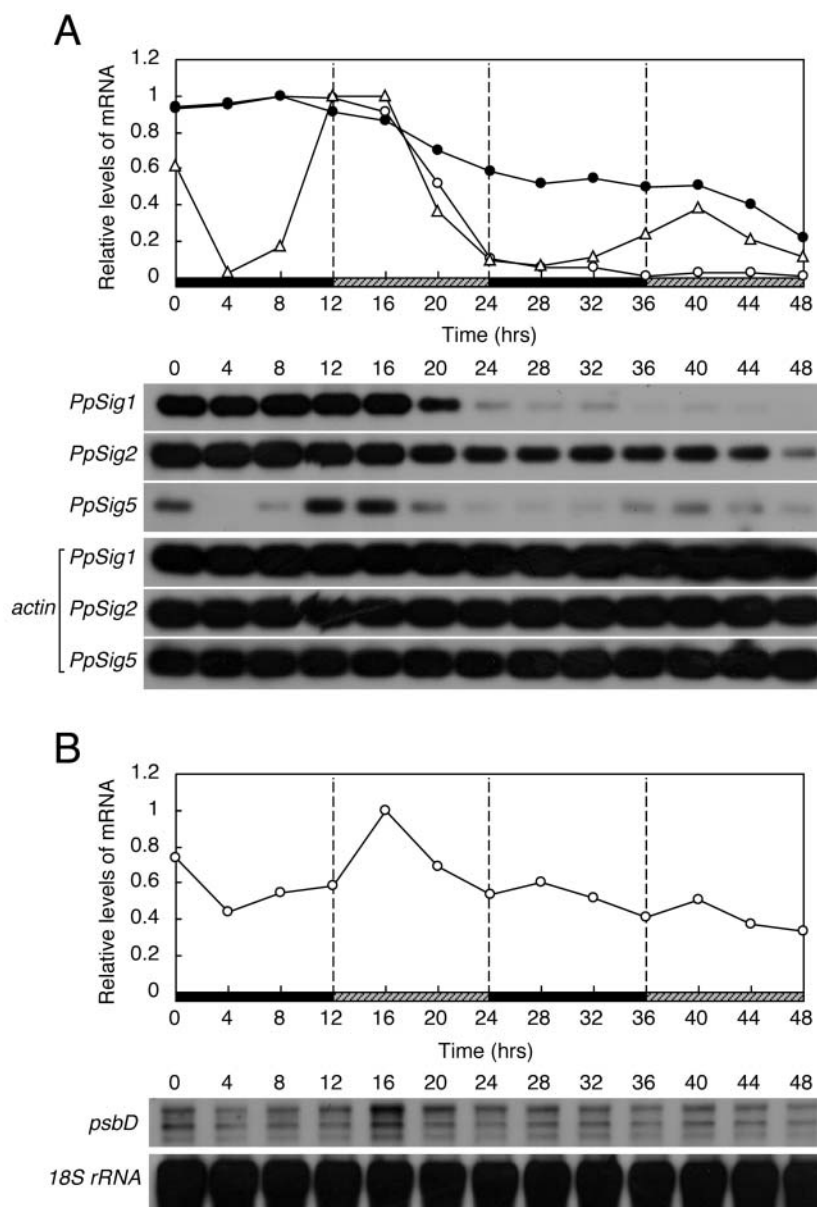 A
Relative levels of mRNA
1.2
1
0.8
0.6
0.4
0.2
0
0 4 8 12 16 20 24 28 32 36 40 44 48
Time (hrs)
0 4 8 12 16 20 24 28 32 36 40 44 48
PpSig1
PpSig2
PpSig5
actin
PpSig1
PpSig2
PpSig5
B
Relative levels of mRNA
1.2
1
0.8
0.6
0.4
0.2
0
0 4 8 12 16 20 24 28 32 36 40 44 48
Time (hrs)
0 4 8 12 16 20 24 28 32 36 40 44 48
psbD
18S rRNA